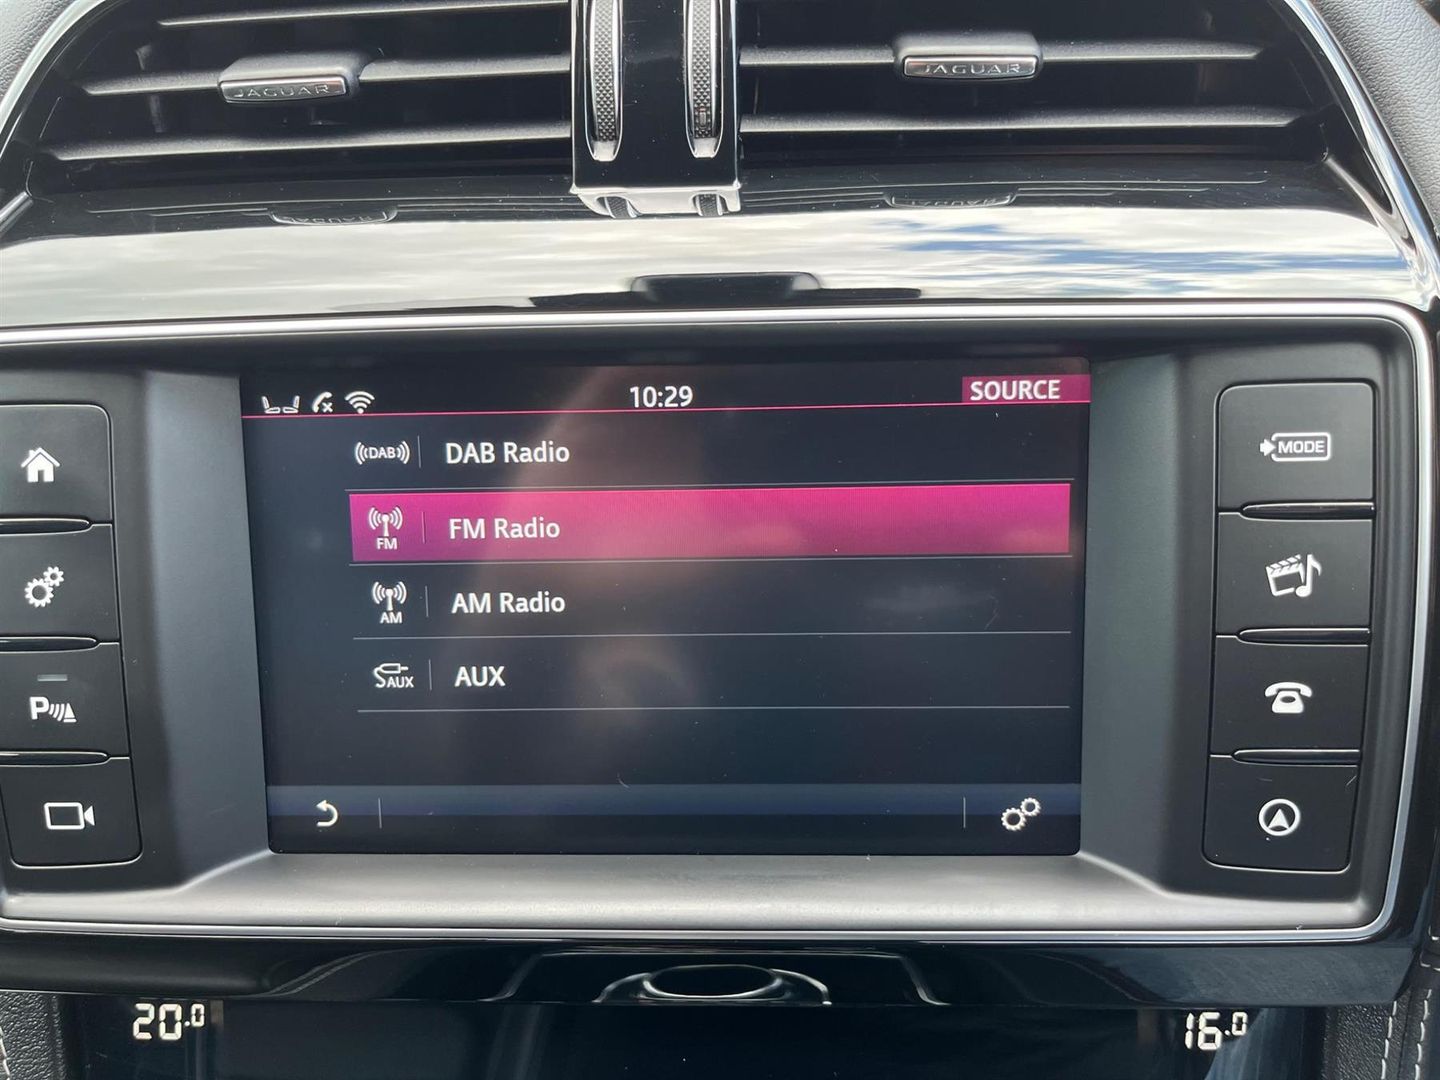 JAGUAR
JAGUAR
10:29
SOURCE
DAB
DAB Radio
FM
FM Radio
AM
AM Radio
AUX
AUX
MODE
P
20.0
16.0